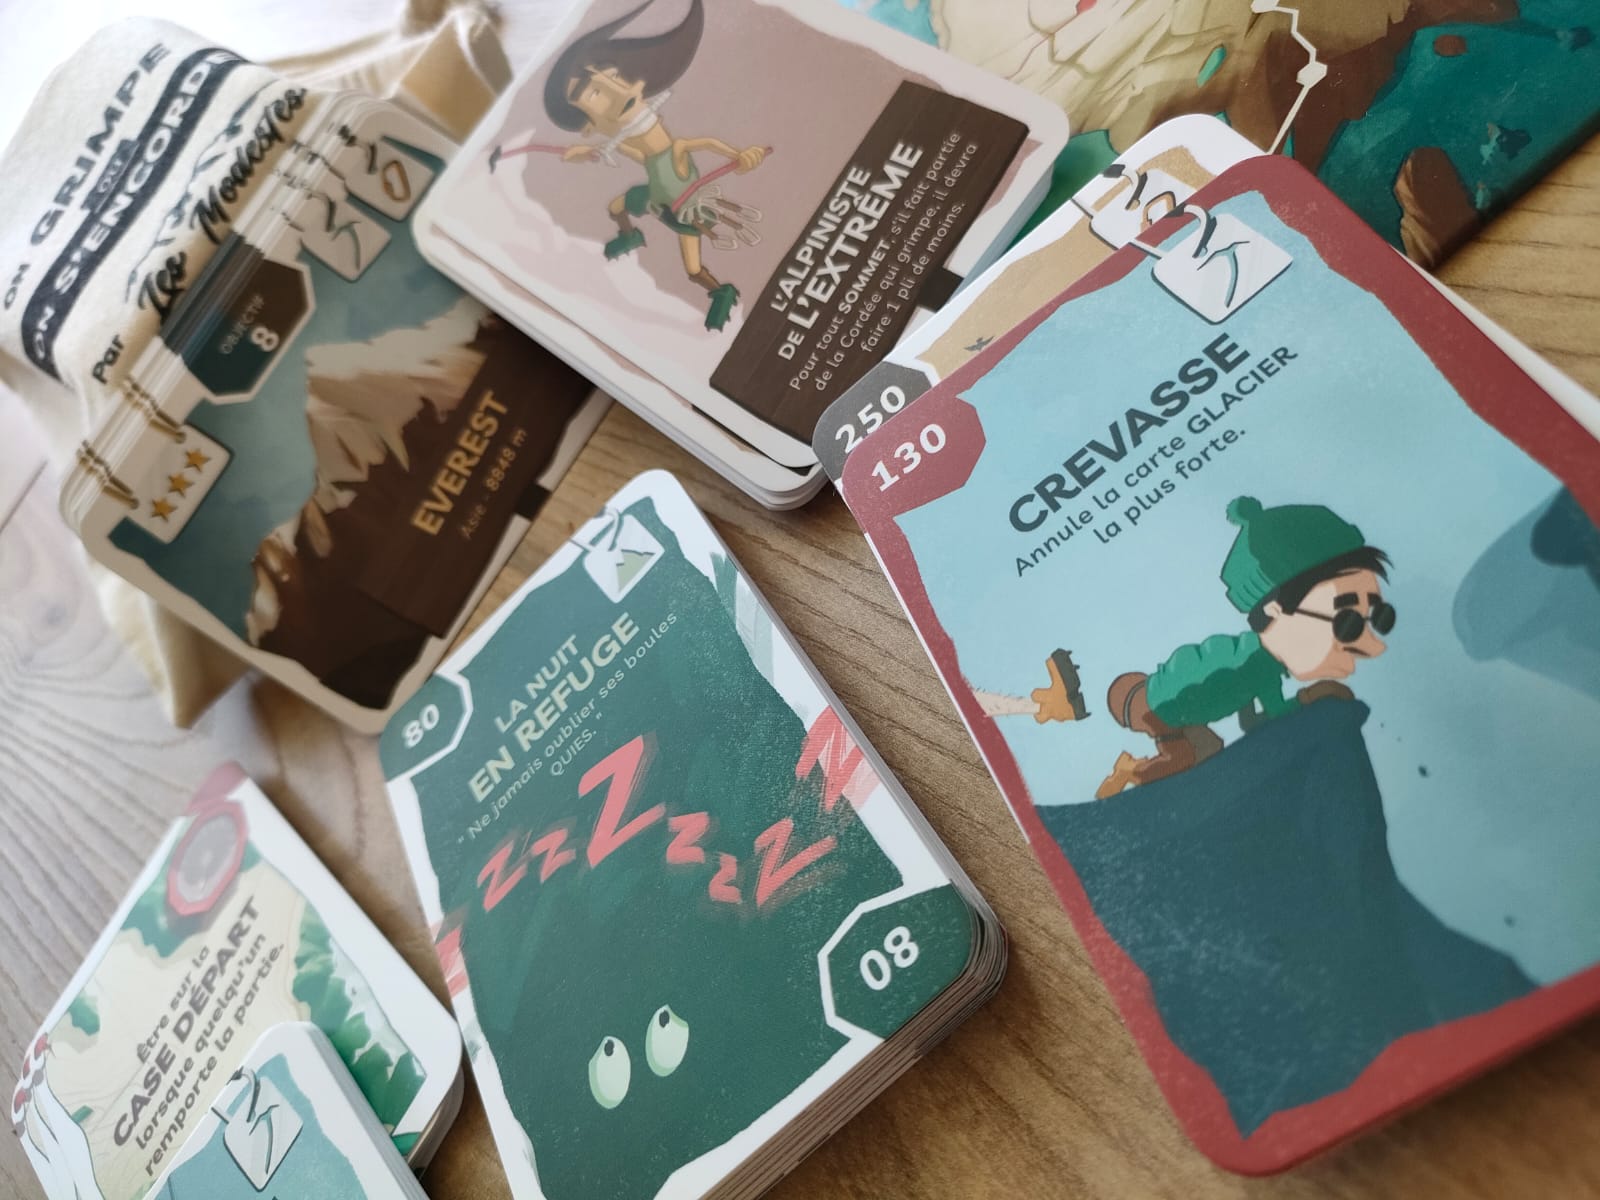 ON GRIMPE
OUI
ON S'ENCORDE
par Les Modestes
OBJECTIF
8
EVEREST
Asie - 8848 m
L'ALPINISTE
DE L'EXTRÊME
Pour tout SOMMET, s'il fait partie
de la Cordée qui grimpe, il devra
faire 1 pli de moins.
250
130
CREVASSE
Annule la carte GLACIER
la plus forte.
80
LA NUIT
EN REFUGE
" Ne jamais oublier ses boules
QUIES. "
zzZzzZZ
80
Être sur la
CASE DÉPART
lorsque quelqu'un
remporte la partie.